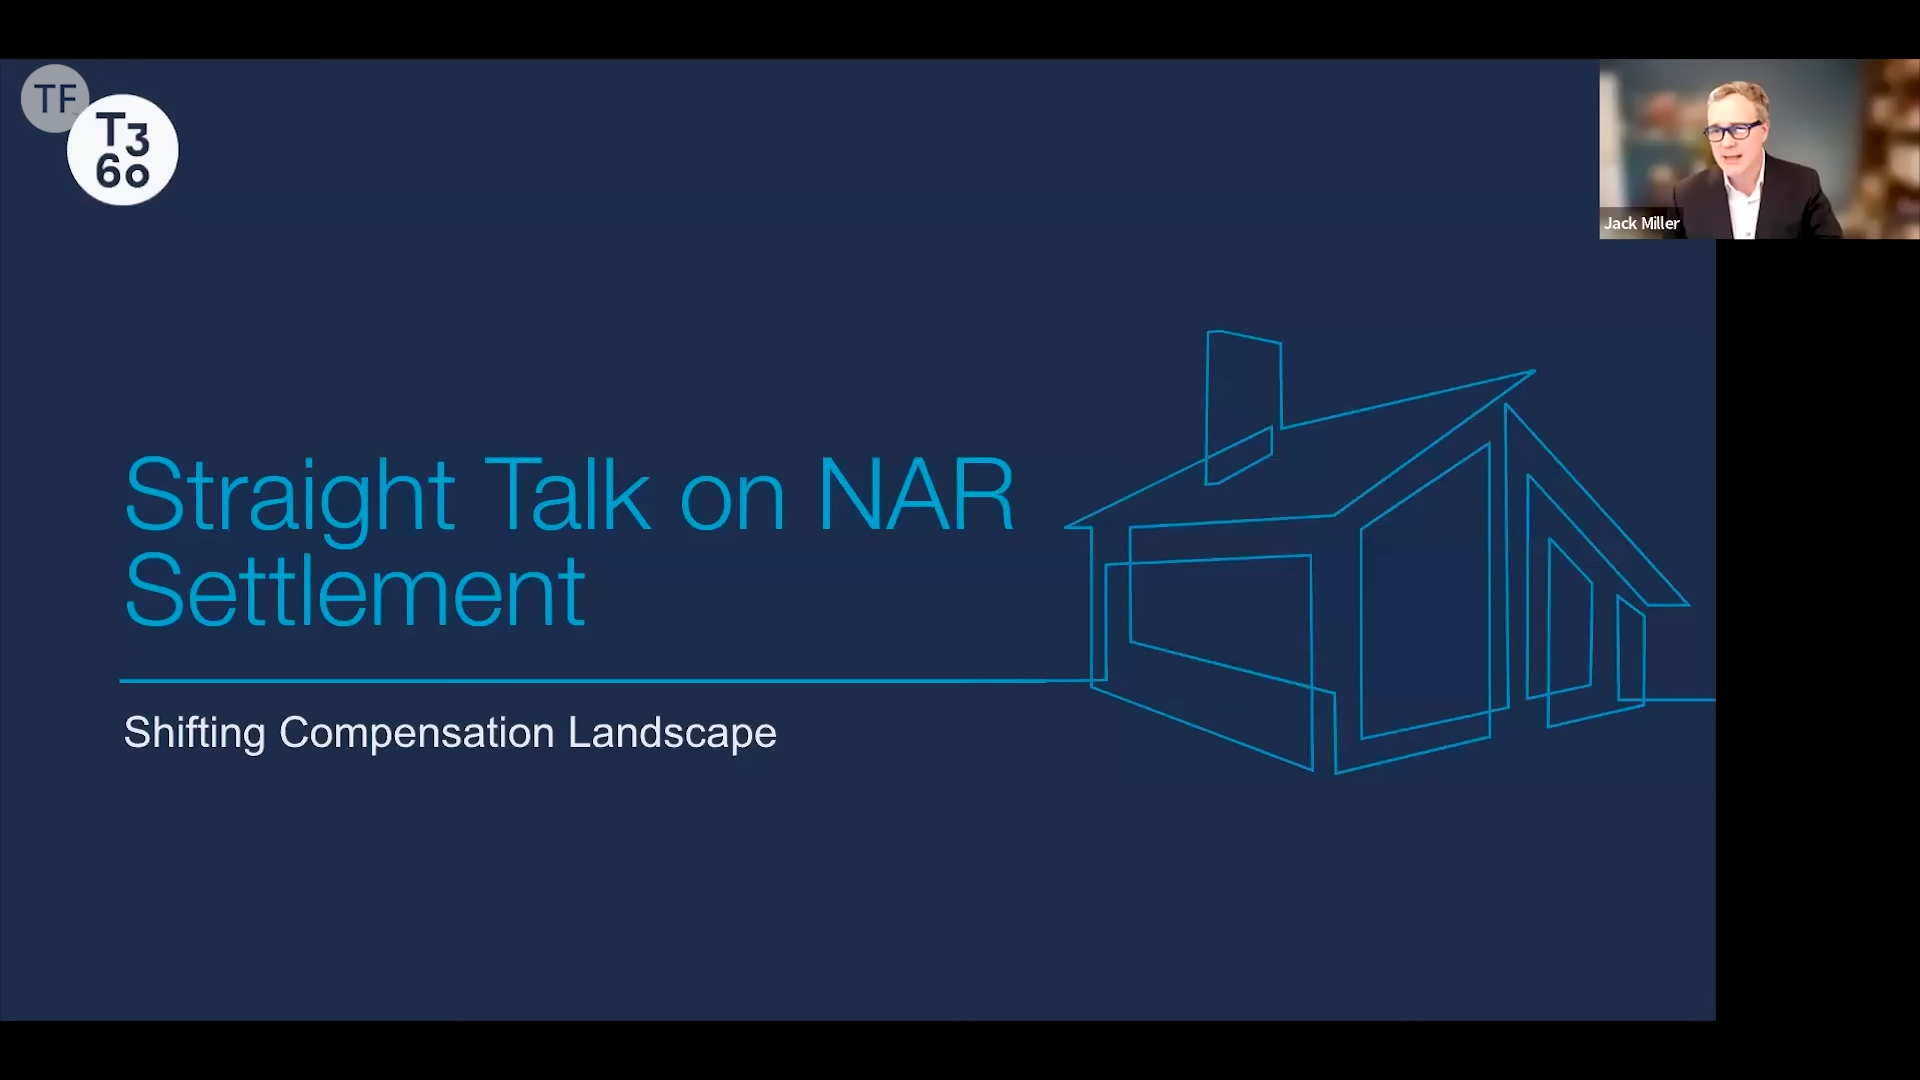 TF
T3
60
Jack Miller
Straight Talk on NAR
Settlement
Shifting Compensation Landscape